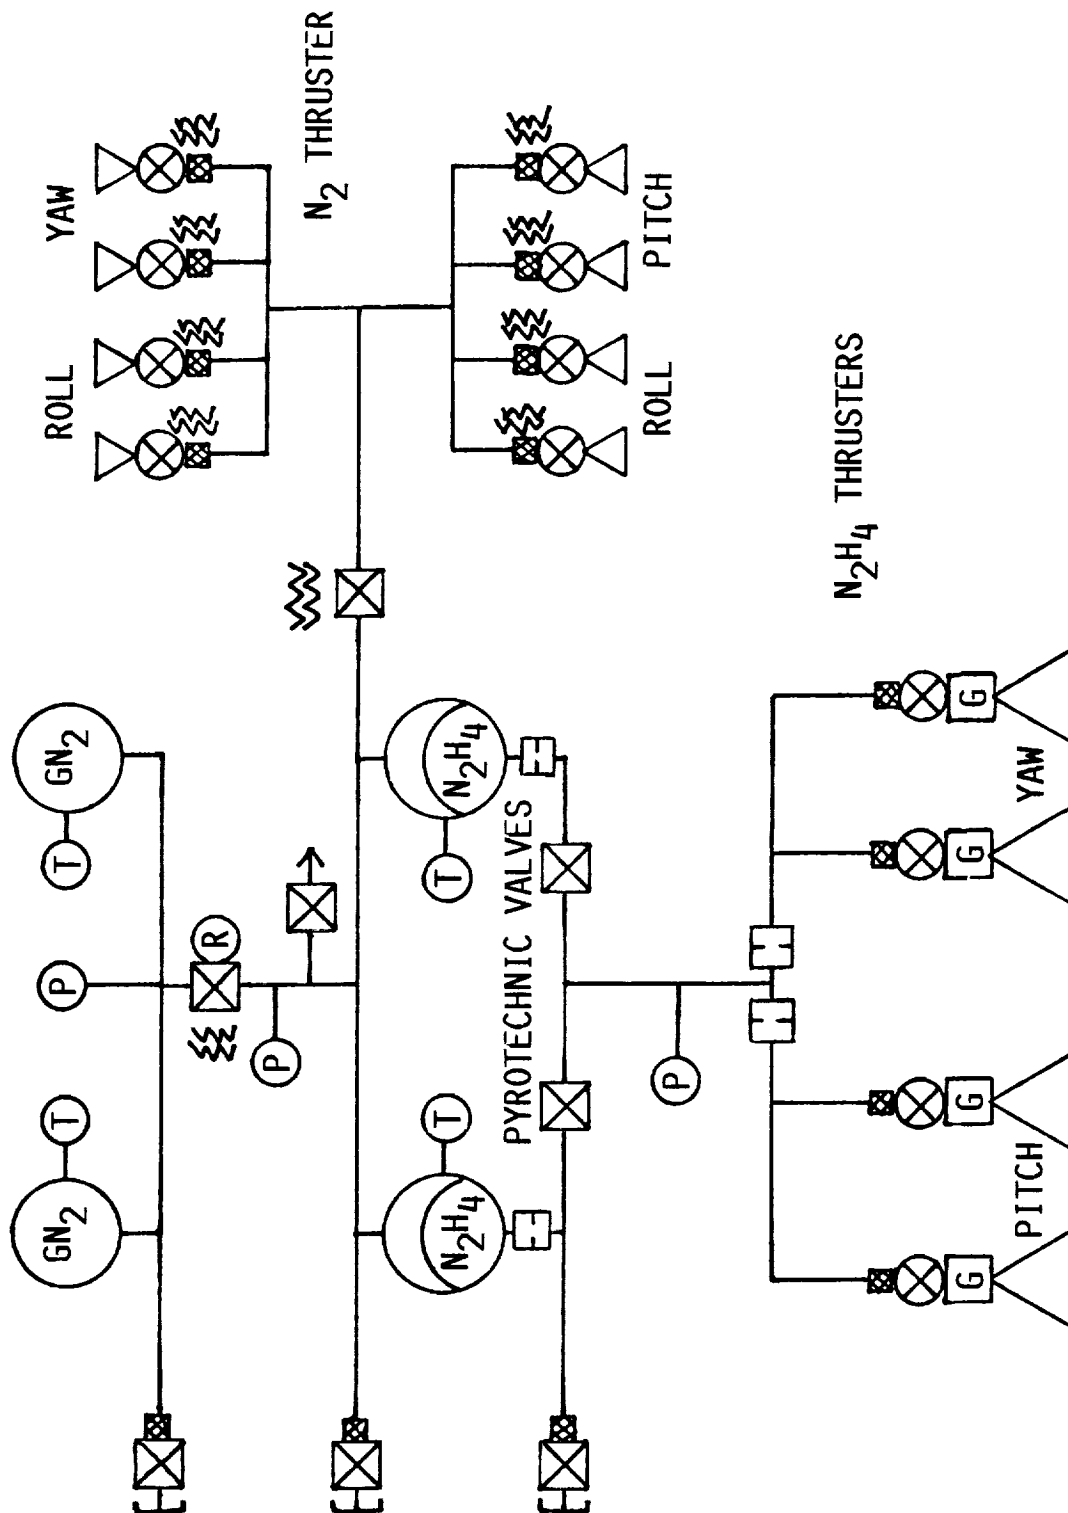 GN2
T
P
T
GN2
ROLL
YAW
R
P
N2 THRUSTER
T
T
N2H4
N2H4
PYROTECHNIC VALVES
ROLL
PITCH
P
N2H4 THRUSTERS
G
G
G
G
PITCH
YAW